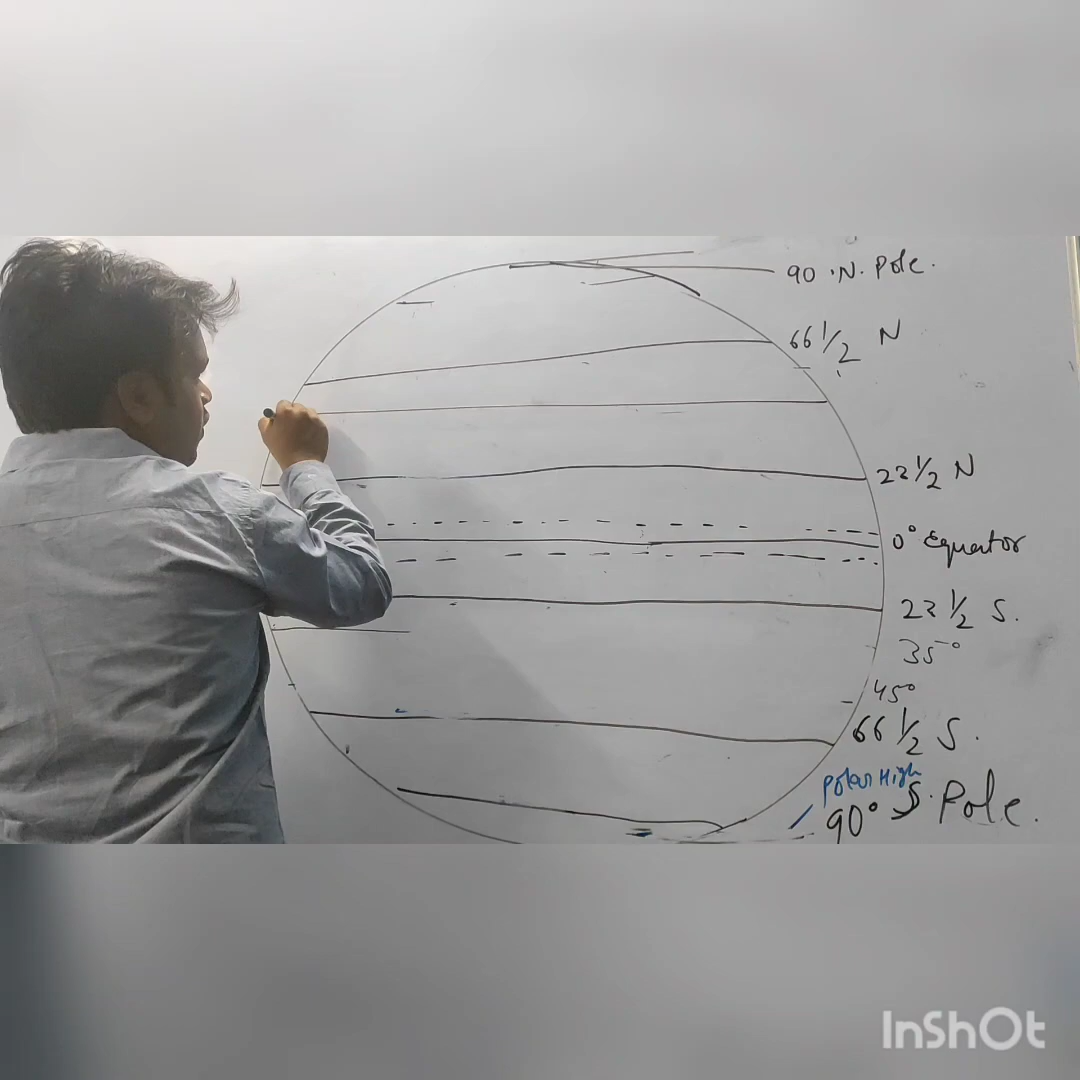 90 .N. Pole.
66 1/2 N
22 1/2 N
0° Equator
22 1/2 S.
35°
45°
66 1/2 S.
Polar High
90° S. Pole.
InShOt